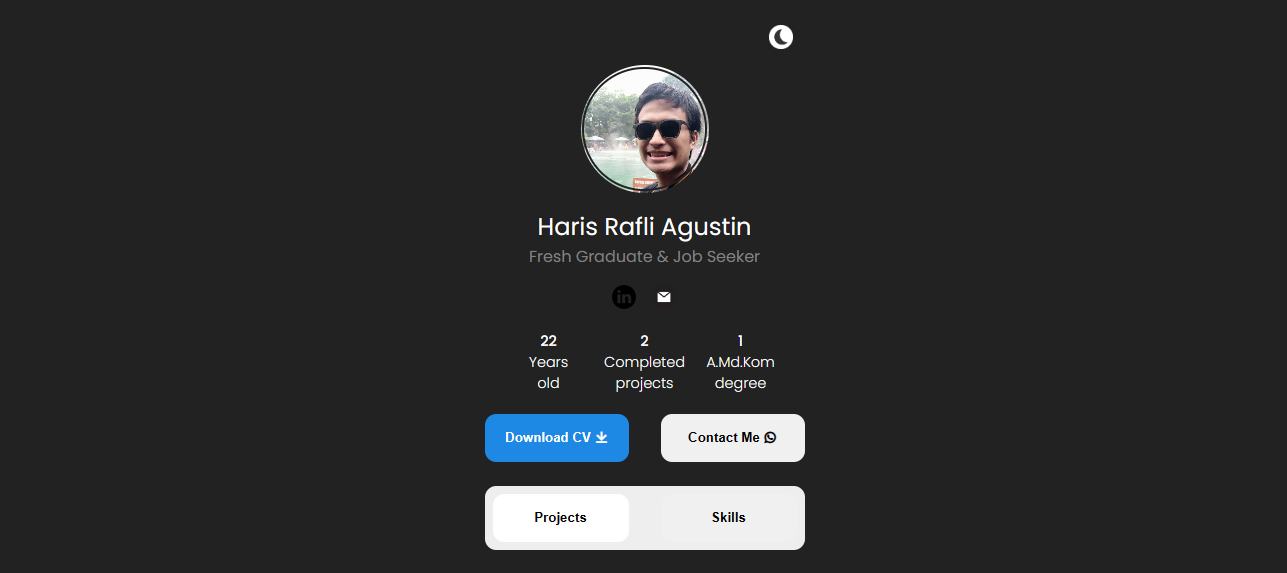 Haris Rafli Agustin
Fresh Graduate & Job Seeker
in
22 2 1
Years Completed A.Md.Kom
old projects degree
Download CV Contact Me
Projects Skills